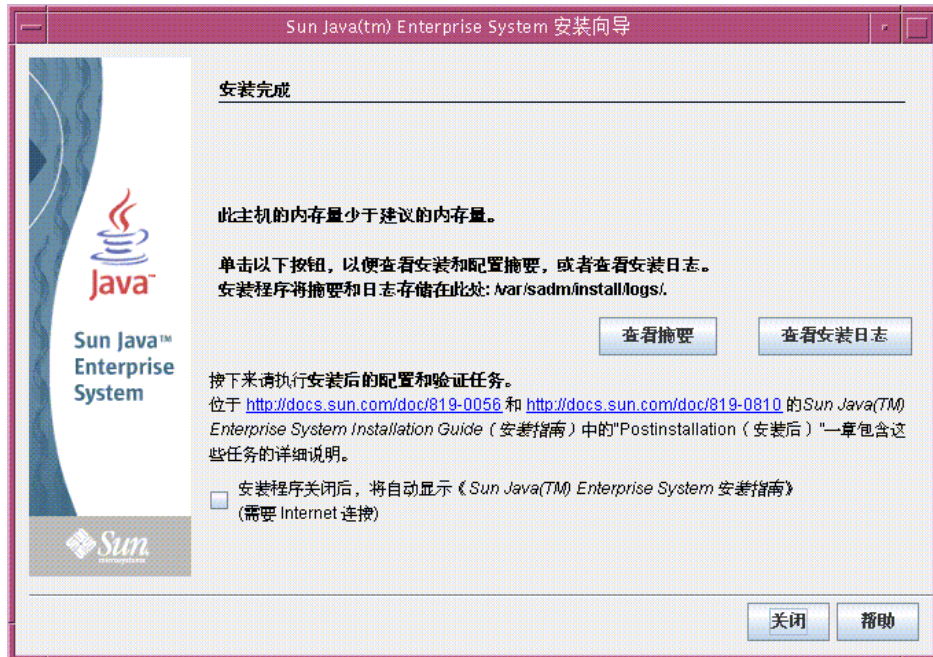 Sun Java(tm) Enterprise System 安装向导
安装完成
此主机的内存量少于建议的内存量。
单击以下按钮，以便查看安装和配置摘要，或者查看安装日志。
安装程序将摘要和日志存储在此处: /var/sadm/install/logs/.
查看摘要
查看安装日志
Java™
Sun Java™
Enterprise
System
接下来请执行安装后的配置和验证任务。
位于 http://docs.sun.com/doc/819-0056 和 http://docs.sun.com/doc/819-0810 的Sun Java(TM)
Enterprise System Installation Guide（安装指南）中的"Postinstallation（安装后）"一章包含这
些任务的详细说明。
安装程序关闭后，将自动显示《Sun Java(TM) Enterprise System 安装指南》
(需要 Internet 连接)
Sun
microsystems
关闭
帮助